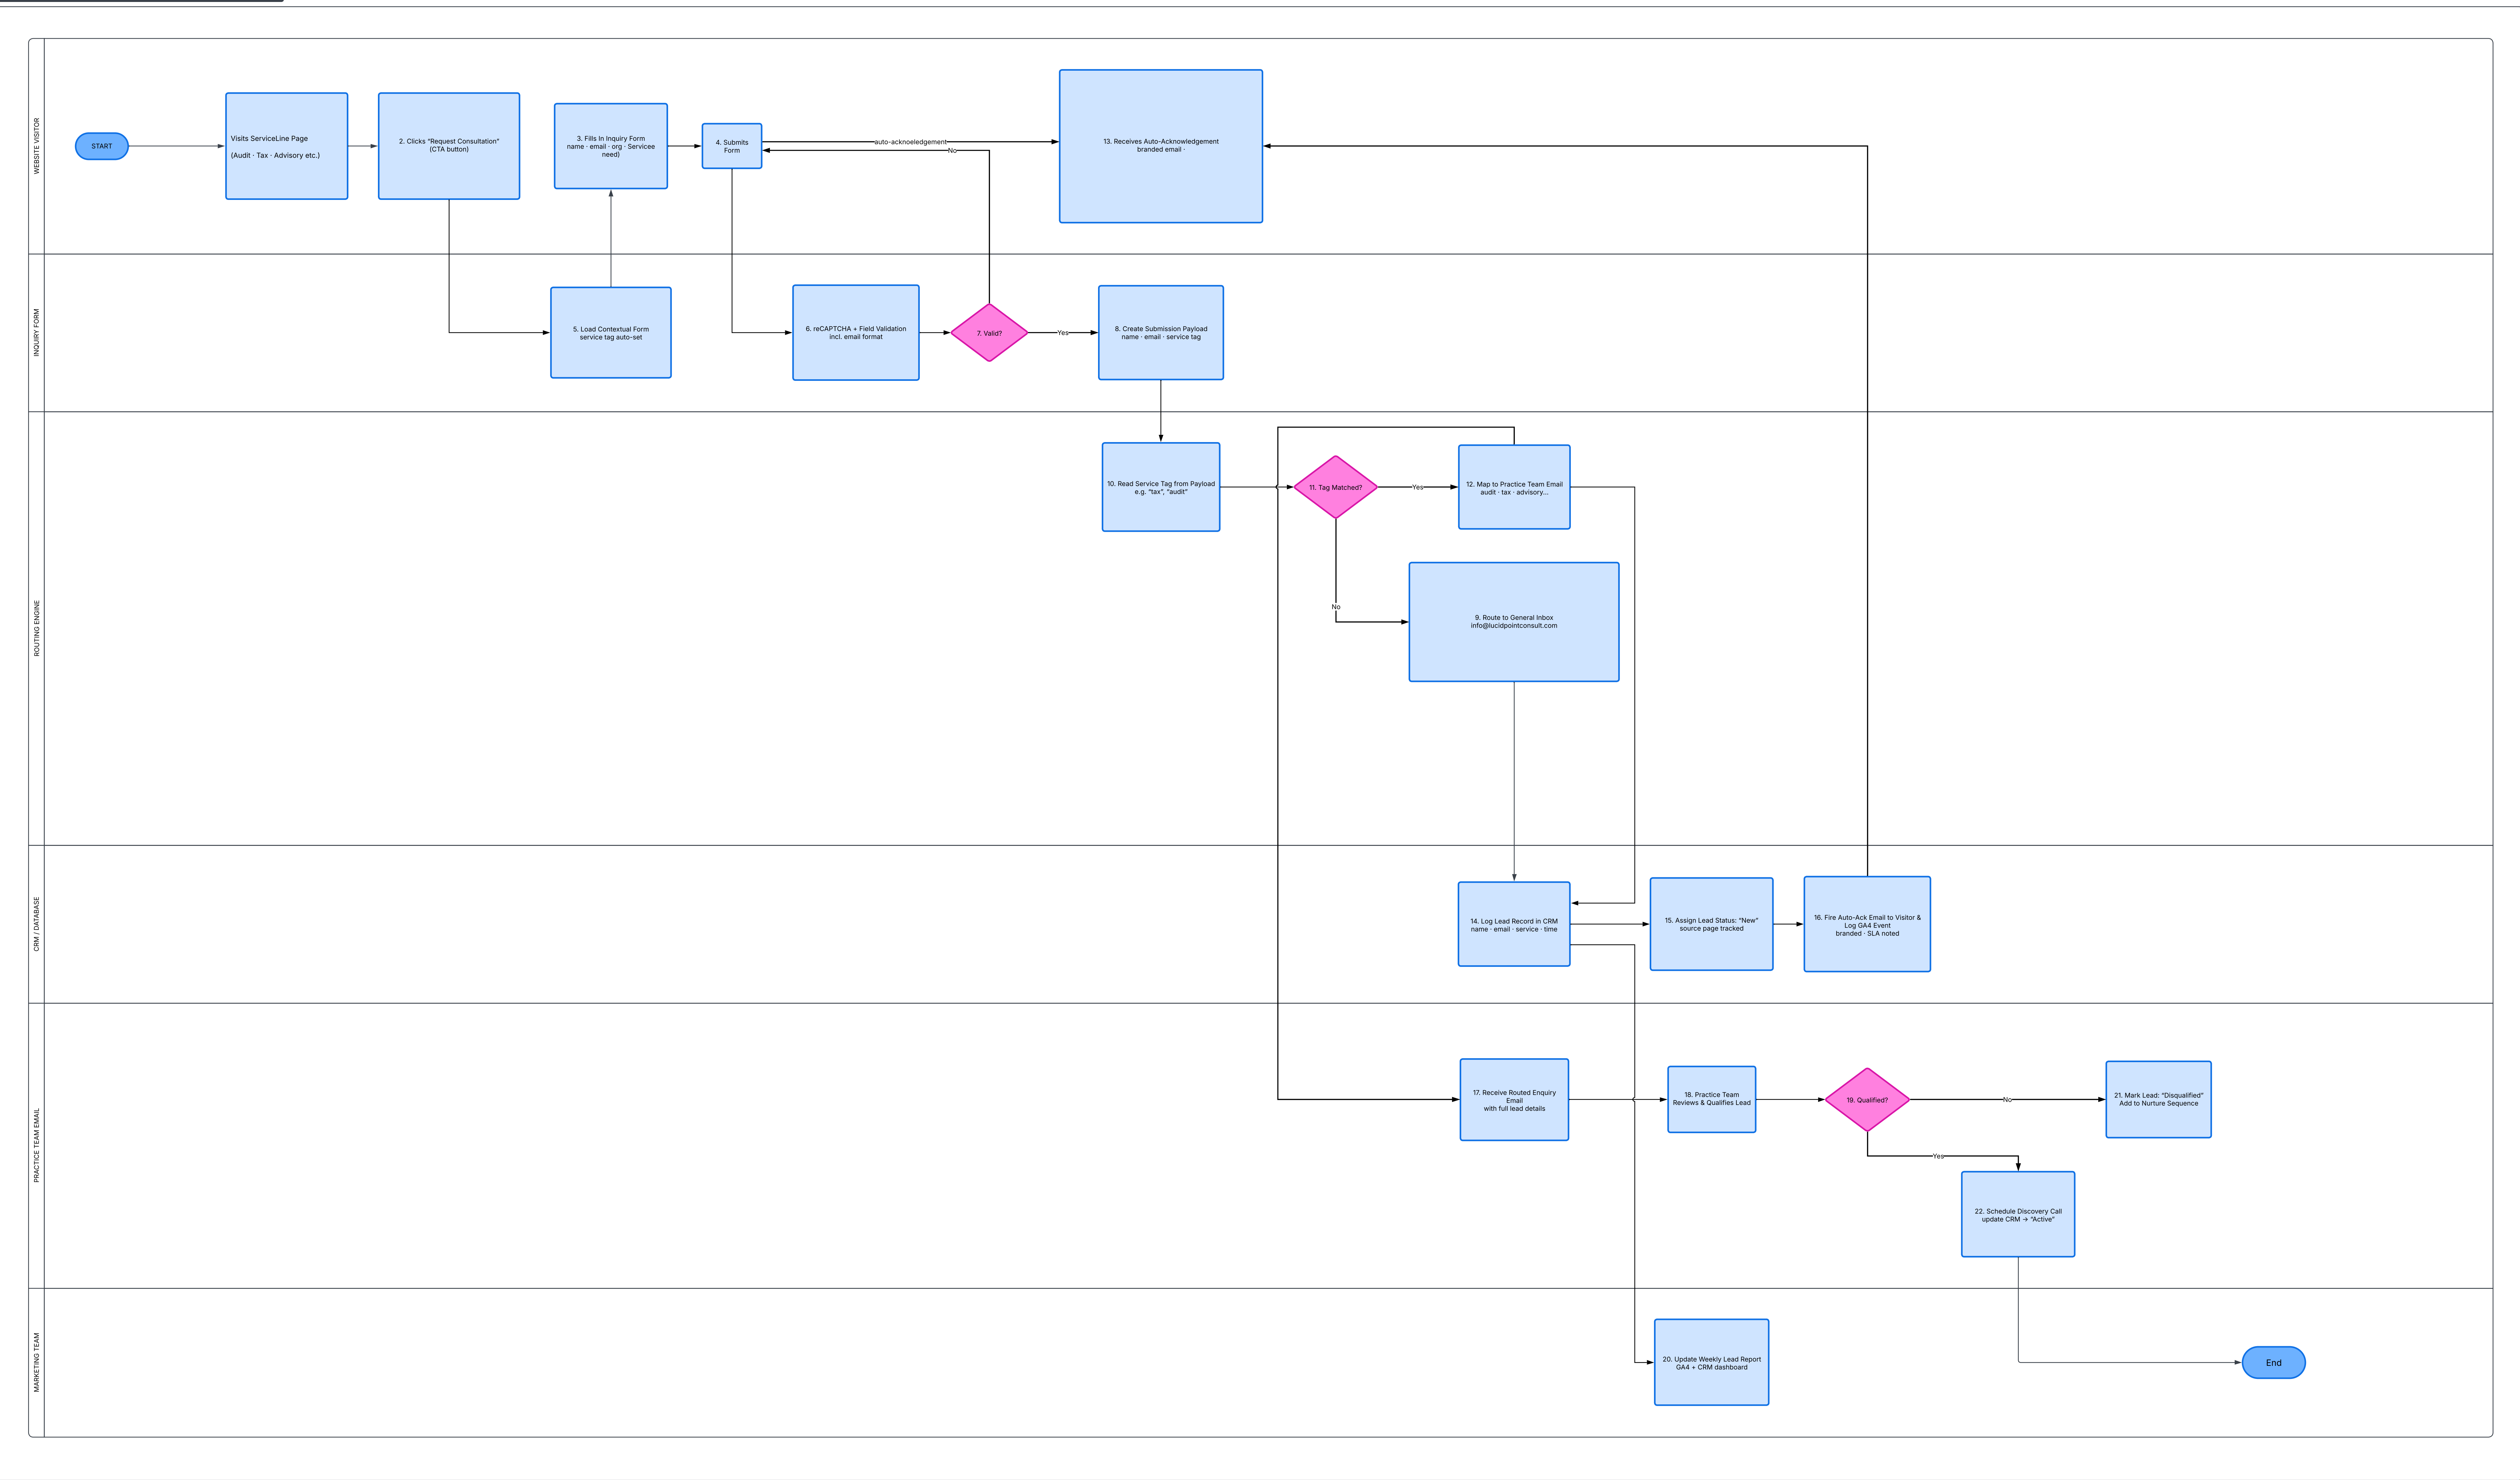 WEBSITE VISITOR
START
Visits ServiceLine Page
(Audit · Tax · Advisory etc.)
2. Clicks “Request Consultation”
(CTA button)
3. Fills In Inquiry Form
name · email · org · Servicee
need)
4. Submits
Form
auto-acknoeledgement
No
13. Receives Auto-Acknowledgement
branded email ·
INQUIRY FORM
5. Load Contextual Form
service tag auto-set
6. reCAPTCHA + Field Validation
incl. email format
7. Valid?
Yes
8. Create Submission Payload
name · email · service tag
ROUTING ENGINE
10. Read Service Tag from Payload
e.g. “tax”, “audit”
11. Tag Matched?
Yes
12. Map to Practice Team Email
audit · tax · advisory...
No
9. Route to General Inbox
info@lucidpointconsult.com
CRM / DATABASE
14. Log Lead Record in CRM
name · email · service · time
15. Assign Lead Status: “New”
source page tracked
16. Fire Auto-Ack Email to Visitor &
Log GA4 Event
branded · SLA noted
PRACTICE TEAM EMAIL
17. Receive Routed Enquiry
Email
with full lead details
18. Practice Team
Reviews & Qualifies Lead
19. Qualified?
No
21. Mark Lead: “Disqualified”
Add to Nurture Sequence
Yes
22. Schedule Discovery Call
update CRM → “Active”
MARKETING TEAM
20. Update Weekly Lead Report
GA4 + CRM dashboard
End